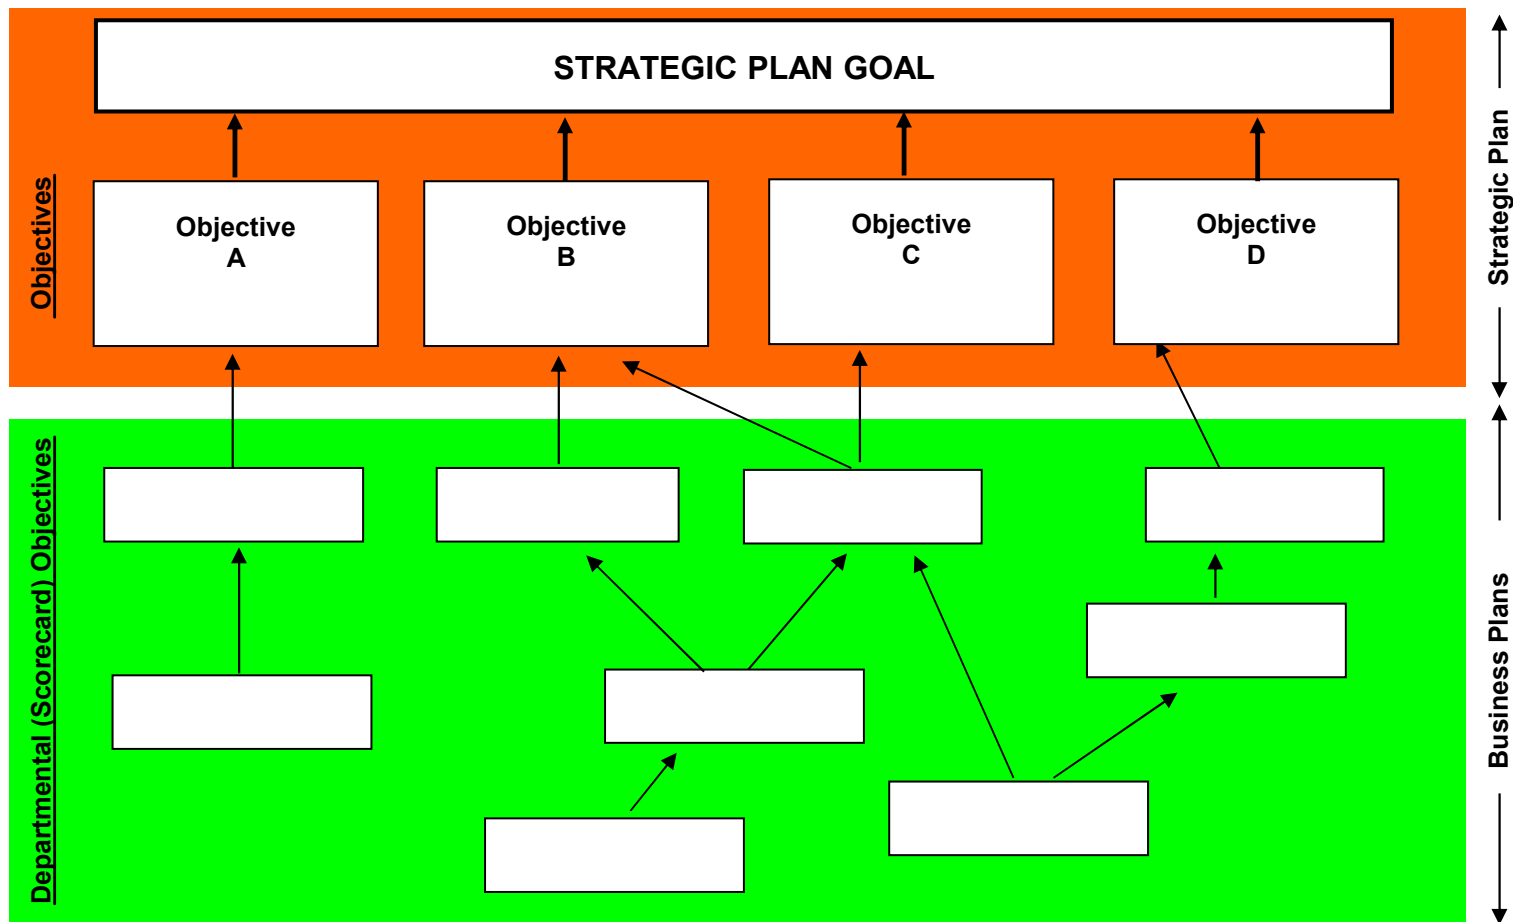 STRATEGIC PLAN GOAL
Objectives
Objective
A
Objective
B
Objective
C
Objective
D
Strategic Plan
Departmental (Scorecard) Objectives
Business Plans